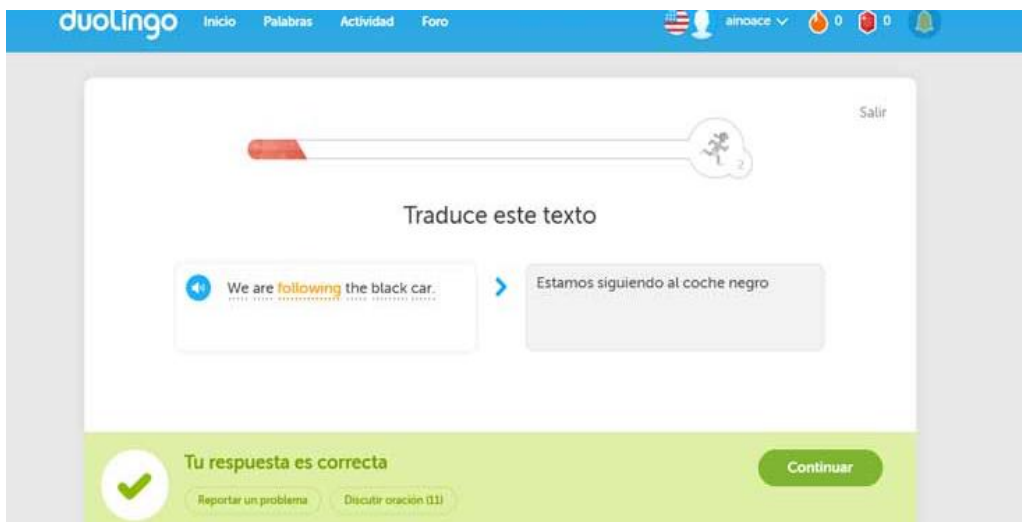 duolingo Inicio Palabras Actividad Foro ainoace 0 0
Salir
2
Traduce este texto
We are following the black car.
Estamos siguiendo al coche negro
Tu respuesta es correcta
Continuar
Reportar un problema Discutir oración (11)